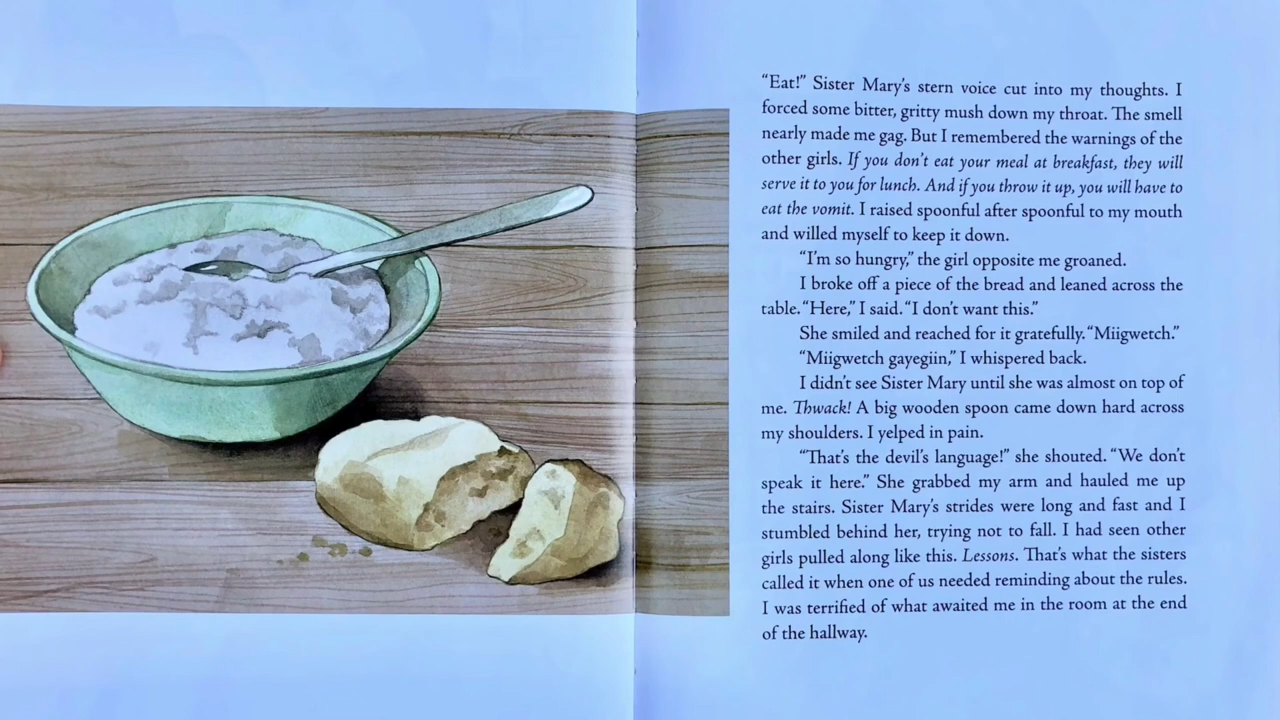 “Eat!” Sister Mary’s stern voice cut into my thoughts. I
forced some bitter, gritty mush down my throat. The smell
nearly made me gag. But I remembered the warnings of the
other girls. If you don’t eat your meal at breakfast, they will
serve it to you for lunch. And if you throw it up, you will have to
eat the vomit. I raised spoonful after spoonful to my mouth
and willed myself to keep it down.
“I’m so hungry,” the girl opposite me groaned.
I broke off a piece of the bread and leaned across the
table. “Here,” I said. “I don’t want this.”
She smiled and reached for it gratefully. “Miigwetch.”
“Miigwetch gayegiin,” I whispered back.
I didn’t see Sister Mary until she was almost on top of
me. Thwack! A big wooden spoon came down hard across
my shoulders. I yelped in pain.
“That’s the devil’s language!” she shouted. “We don’t
speak it here.” She grabbed my arm and hauled me up
the stairs. Sister Mary’s strides were long and fast and I
stumbled behind her, trying not to fall. I had seen other
girls pulled along like this. Lessons. That’s what the sisters
called it when one of us needed reminding about the rules.
I was terrified of what awaited me in the room at the end
of the hallway.